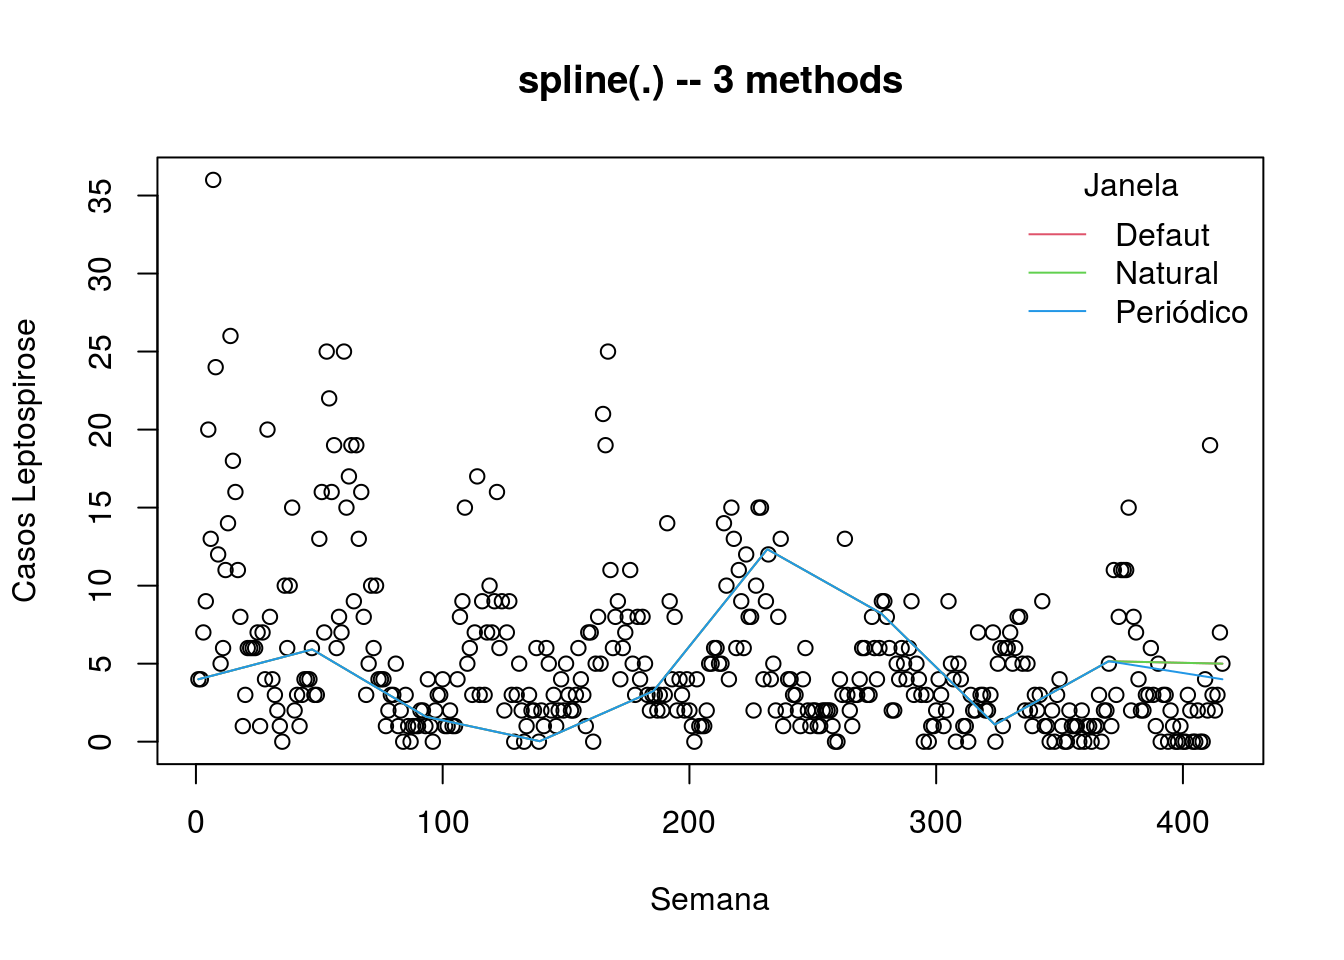 spline(.) -- 3 methods
Janela
Defaut
Natural
Periódico
Casos Leptospirose
0 5 10 15 20 25 30 35
0 100 200 300 400
Semana